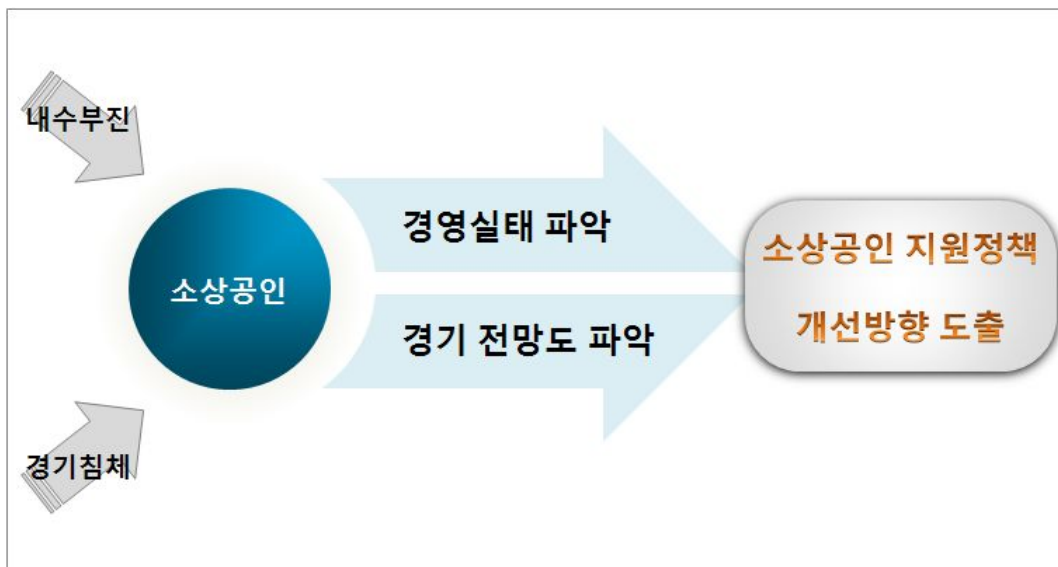 내수부진
경영실태 파악
소상공인 지원정책
소상공인
개선방향 도출
경기 전망도 파악
경기침체